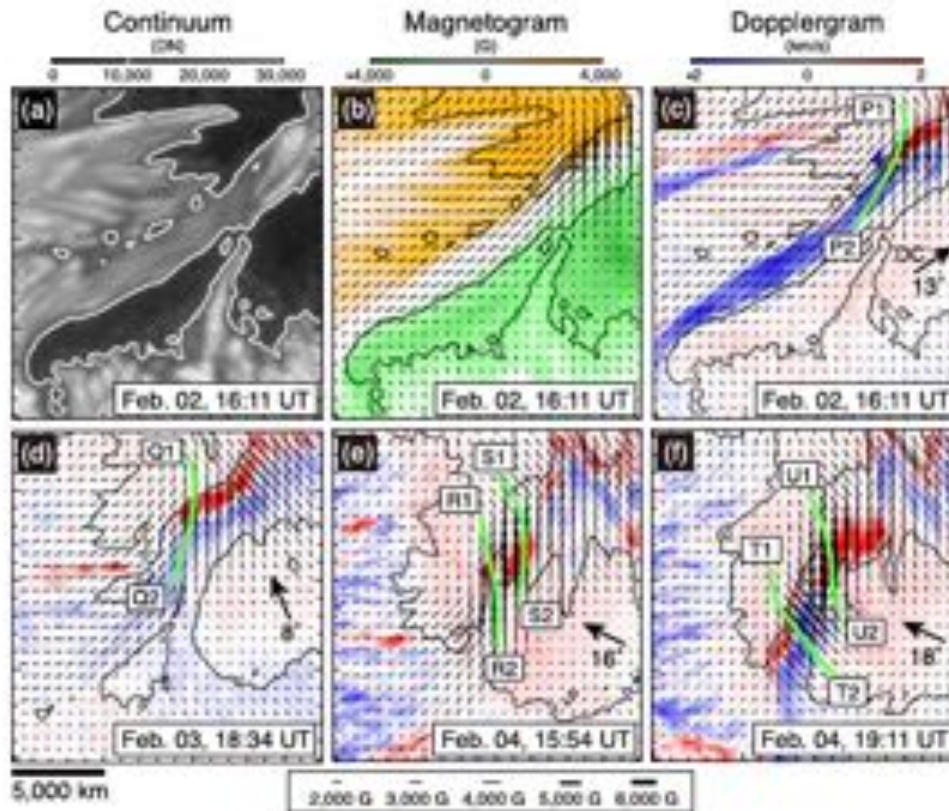 Continuum
Magnetogram
Dopplergram
(DN)
(G)
(km/s)
0 10,000 20,000 30,000
0 4,000
0 2
(a)
(b)
(c)
P1
P2
DC
13°
Feb. 02, 16:11 UT
Feb. 02, 16:11 UT
Feb. 02, 16:11 UT
(d)
(e)
(f)
Q1
S1
U1
R1
T1
Q2
S2
U2
8°
16°
18°
R2
T2
Feb. 03, 18:34 UT
Feb. 04, 15:54 UT
Feb. 04, 19:11 UT
5,000 km
2,000 G 3,000 G 4,000 G 5,000 G 6,000 G